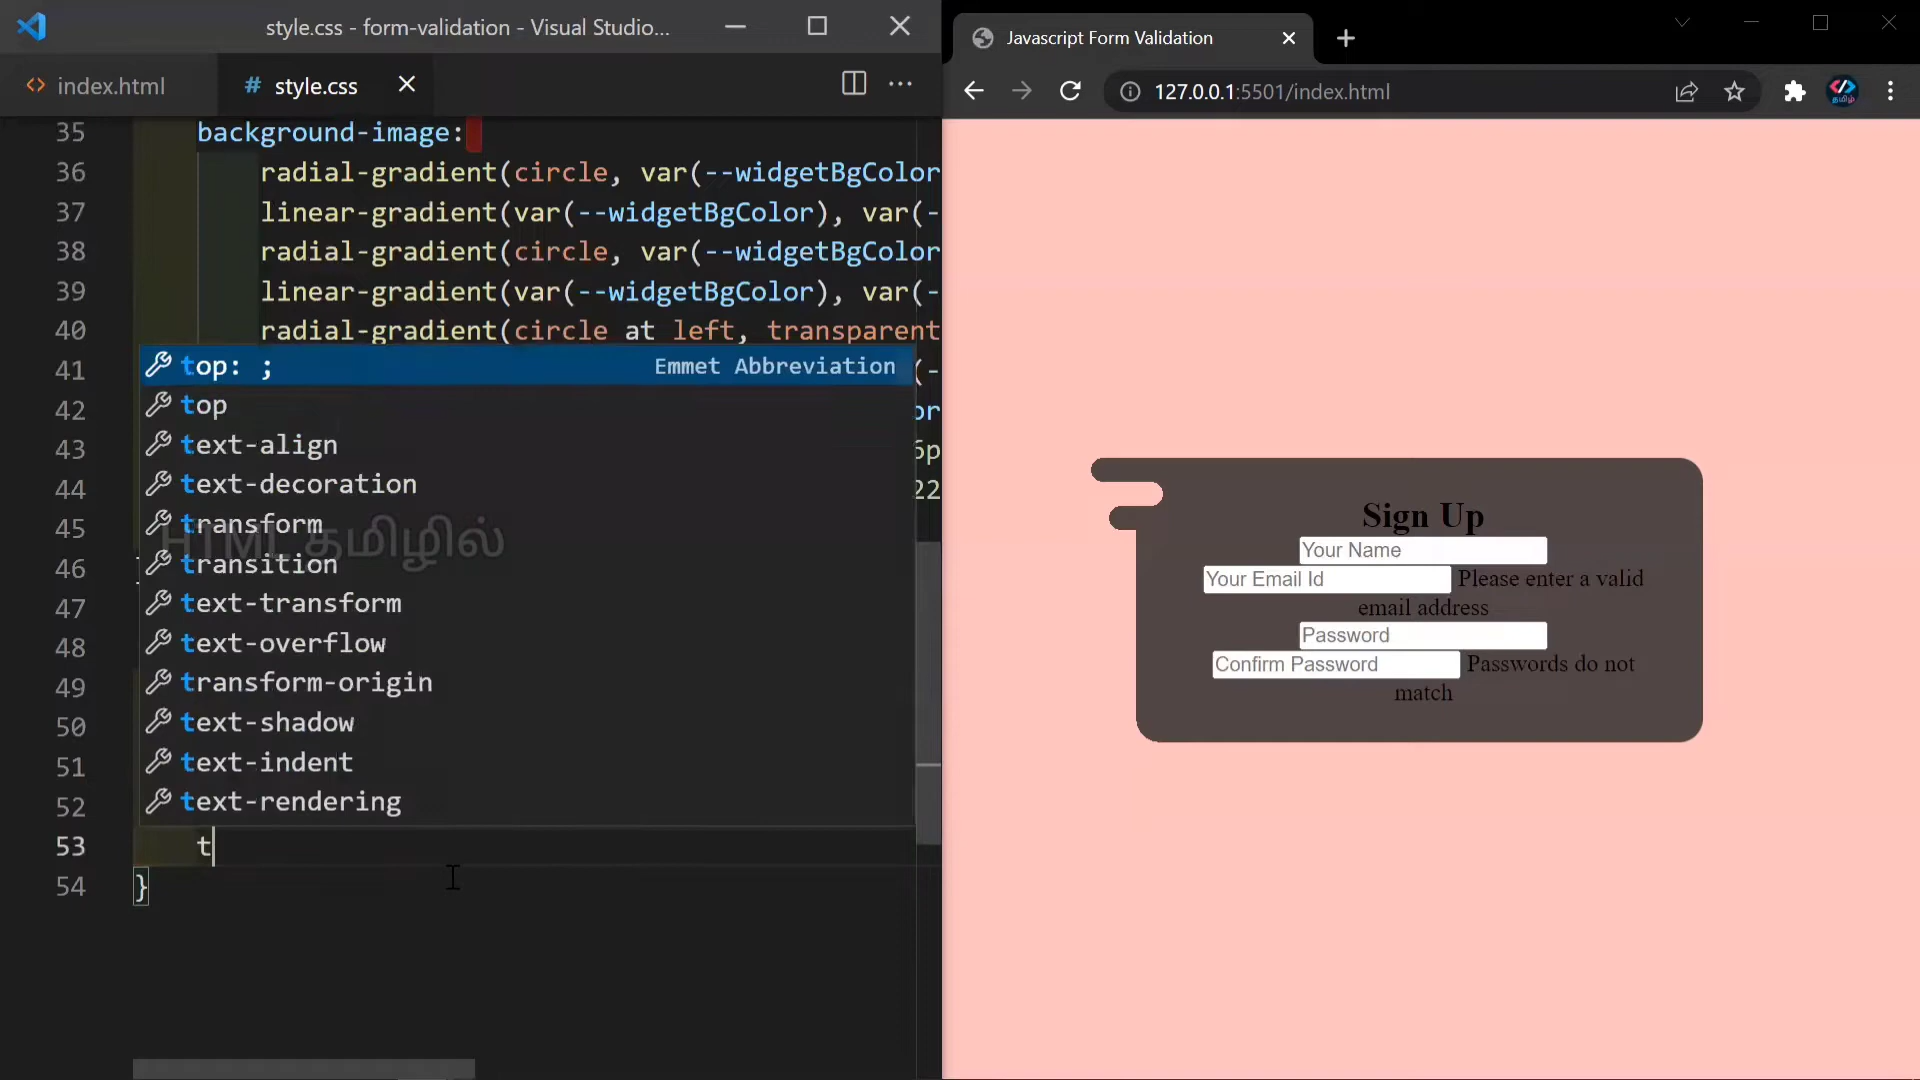 style.css - form-validation - Visual Studio...
index.html
# style.css
35 background-image:
36 radial-gradient(circle, var(--widgetBgColor
37 linear-gradient(var(--widgetBgColor), var(-
38 radial-gradient(circle, var(--widgetBgColor
39 linear-gradient(var(--widgetBgColor), var(-
40 radial-gradient(circle at left, transparent
41 top: ; Emmet Abbreviation (-
42 top or
43 text-align 6p
44 text-decoration 22
45 transform
HTML தமிழில்
46 transition
47 text-transform
48 text-overflow
49 transform-origin
50 text-shadow
51 text-indent
52 text-rendering
53 t
54 }
Javascript Form Validation
127.0.0.1:5501/index.html
தமிழ்
Sign Up
Your Name
Your Email Id Please enter a valid
email address
Password
Confirm Password Passwords do not
match